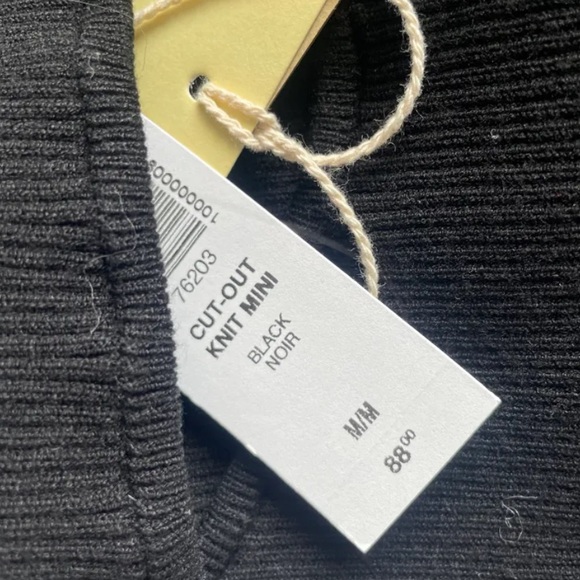 76203
CUT-OUT
KNIT MINI
BLACK
NOIR
M/M
88 00